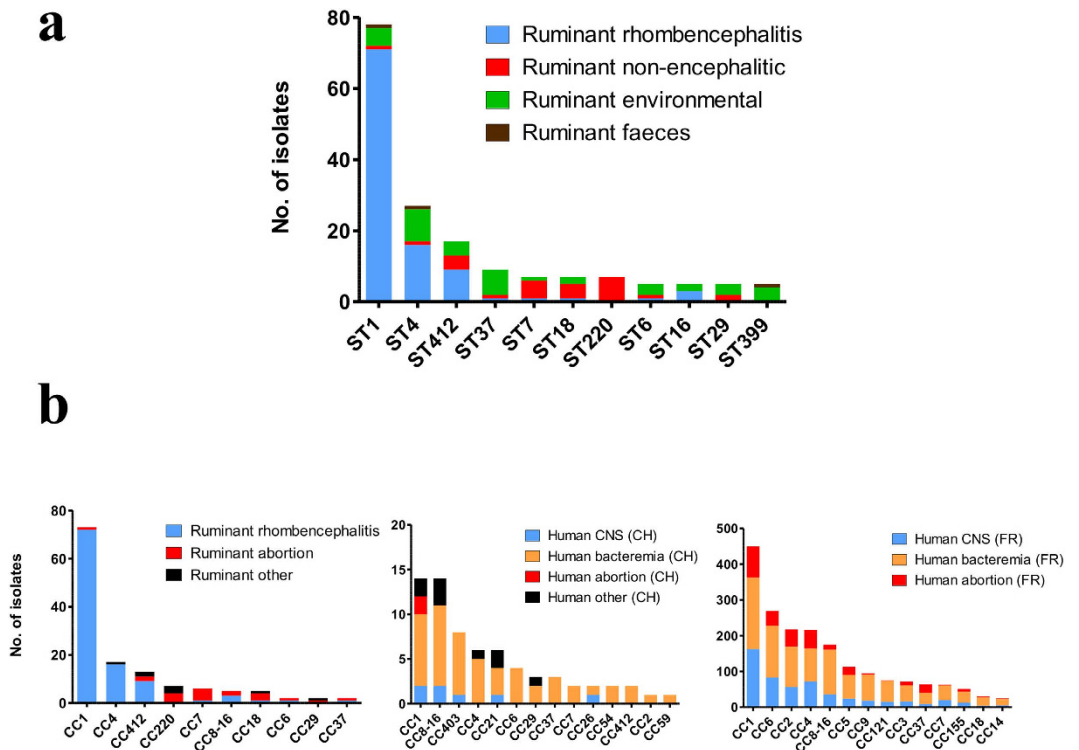 a
80
60
40
20
0
No. of isolates
Ruminant rhombencephalitis
Ruminant non-encephalitic
Ruminant environmental
Ruminant faeces
ST1
ST4
ST412
ST37
ST7
ST18
ST220
ST6
ST16
ST29
ST399
b
80
60
40
20
0
No. of isolates
Ruminant rhombencephalitis
Ruminant abortion
Ruminant other
CC1
CC4
CC412
CC220
CC7
CC8-16
CC18
CC6
CC29
CC37
20
15
10
5
0
Human CNS (CH)
Human bacteremia (CH)
Human abortion (CH)
Human other (CH)
CC1
CC8-16
CC403
CC4
CC21
CC6
CC29
CC37
CC7
CC26
CC54
CC412
CC2
CC59
500
400
300
200
100
0
Human CNS (FR)
Human bacteremia (FR)
Human abortion (FR)
CC1
CC6
CC2
CC4
CC8-16
CC5
CC9
CC121
CC3
CC37
CC7
CC155
CC18
CC14